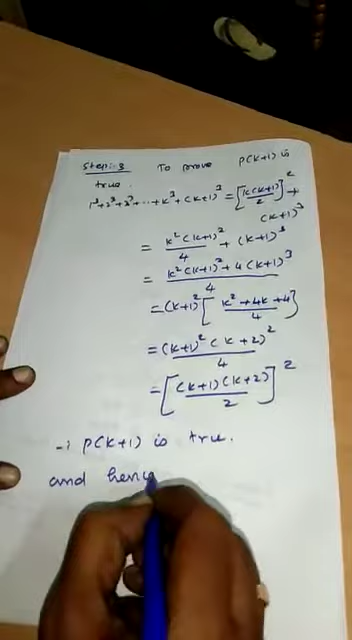 Step:-3 To prove P(k+1) is
true.
1³+2³+3³+...+k³+(k+1)³ = [k(k+1)/2]² +
(k+1)³
= k²(k+1)²/4 + (k+1)³
= k²(k+1)²+4(k+1)³/4
= (k+1)² [k²+4k+4/4]
= (k+1)²(k+2)²/4
= [(k+1)(k+2)/2]²
∴ P(k+1) is true.
and henc